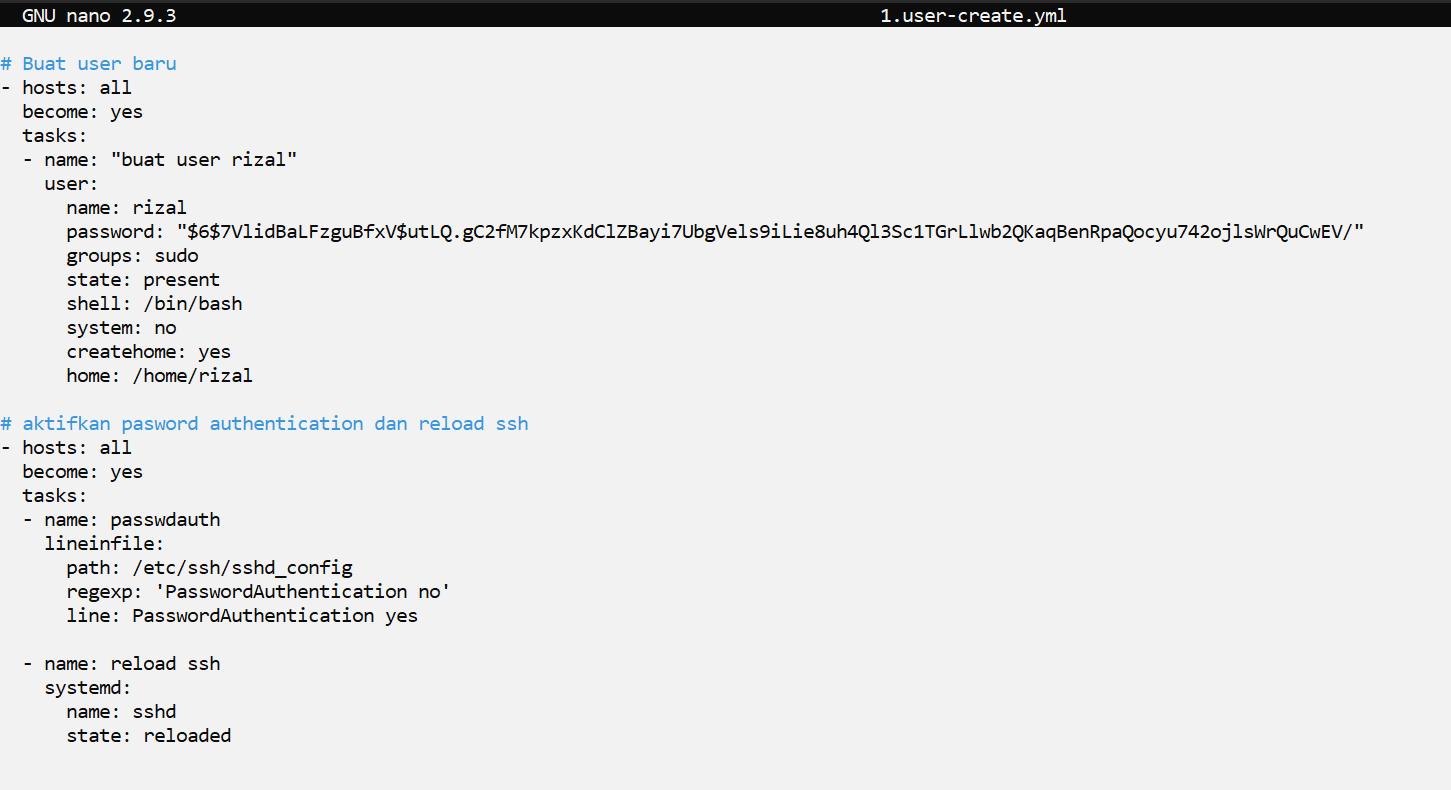 GNU nano 2.9.3 1.user-create.yml
# Buat user baru
- hosts: all
  become: yes
  tasks:
  - name: "buat user rizal"
    user:
      name: rizal
      password: "$6$7VlidBaLFzguBfxV$utLQ.gC2fM7kpzxKdClZBayi7UbgVels9iLie8uh4Ql3Sc1TGrLlwb2QKaqBenRpaQocyu742ojlsWrQuCwEV/"
      groups: sudo
      state: present
      shell: /bin/bash
      system: no
      createhome: yes
      home: /home/rizal
# aktifkan pasword authentication dan reload ssh
- hosts: all
  become: yes
  tasks:
  - name: passwdauth
    lineinfile:
      path: /etc/ssh/sshd_config
      regexp: 'PasswordAuthentication no'
      line: PasswordAuthentication yes
  - name: reload ssh
    systemd:
      name: sshd
      state: reloaded